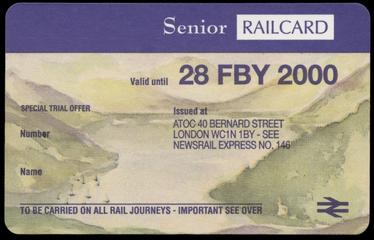 Senior RAILCARD
Valid until 28 FBY 2000
SPECIAL TRIAL OFFER
Issued at
ATOC 40 BERNARD STREET
Number
LONDON WC1N 1BY - SEE
NEWSRAIL EXPRESS NO. 146
Name
TO BE CARRIED ON ALL RAIL JOURNEYS - IMPORTANT SEE OVER